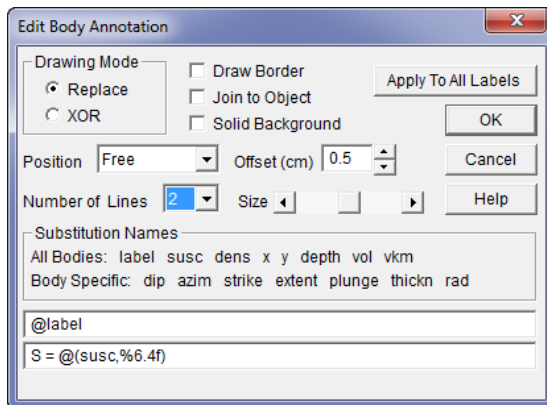 Edit Body Annotation
Drawing Mode
Replace
XOR
Draw Border
Join to Object
Solid Background
Apply To All Labels
OK
Position Free Offset (cm) 0.5 Cancel
Number of Lines 2 Size Help
Substitution Names
All Bodies: label susc dens x y depth vol vkm
Body Specific: dip azim strike extent plunge thickn rad
@label
S = @(susc,%6.4f)